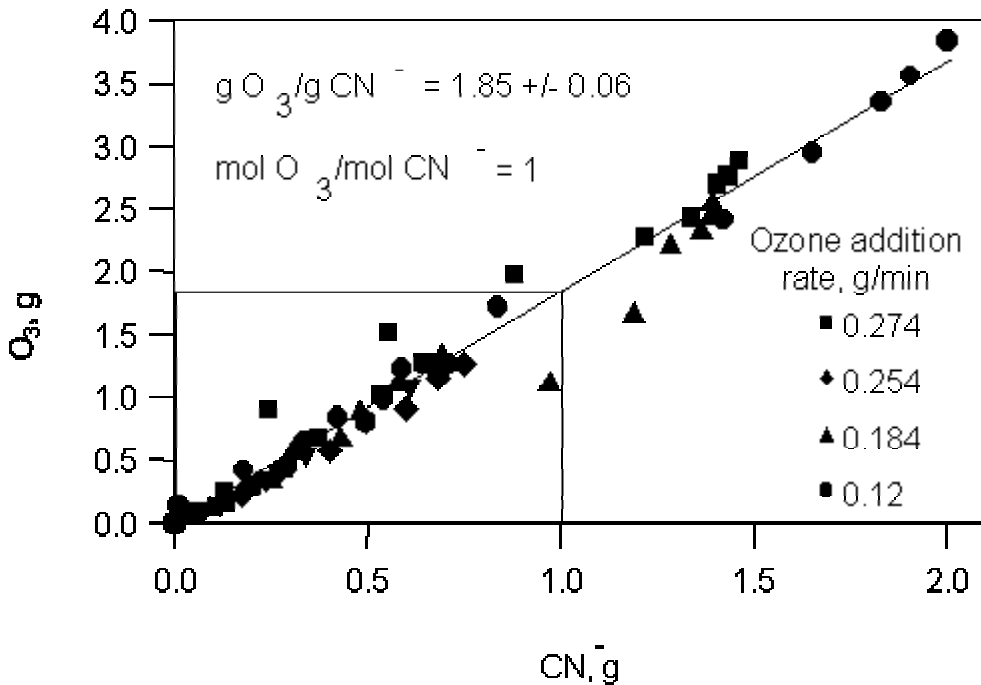 4.0
3.5
3.0
2.5
2.0
1.5
1.0
0.5
0.0
O₃, g
g O ₃/g CN ⁻ = 1.85 +/- 0.06
mol O ₃/mol CN ⁻ = 1
Ozone addition
rate, g/min
0.274
0.254
0.184
0.12
0.0 0.5 1.0 1.5 2.0
CN,⁻g